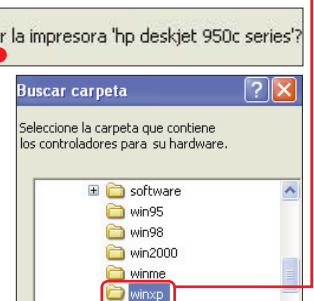 r la impresora 'hp deskjet 950c series'?
Buscar carpeta
Seleccione la carpeta que contiene
los controladores para su hardware.
software
win95
win98
win2000
winme
winxp